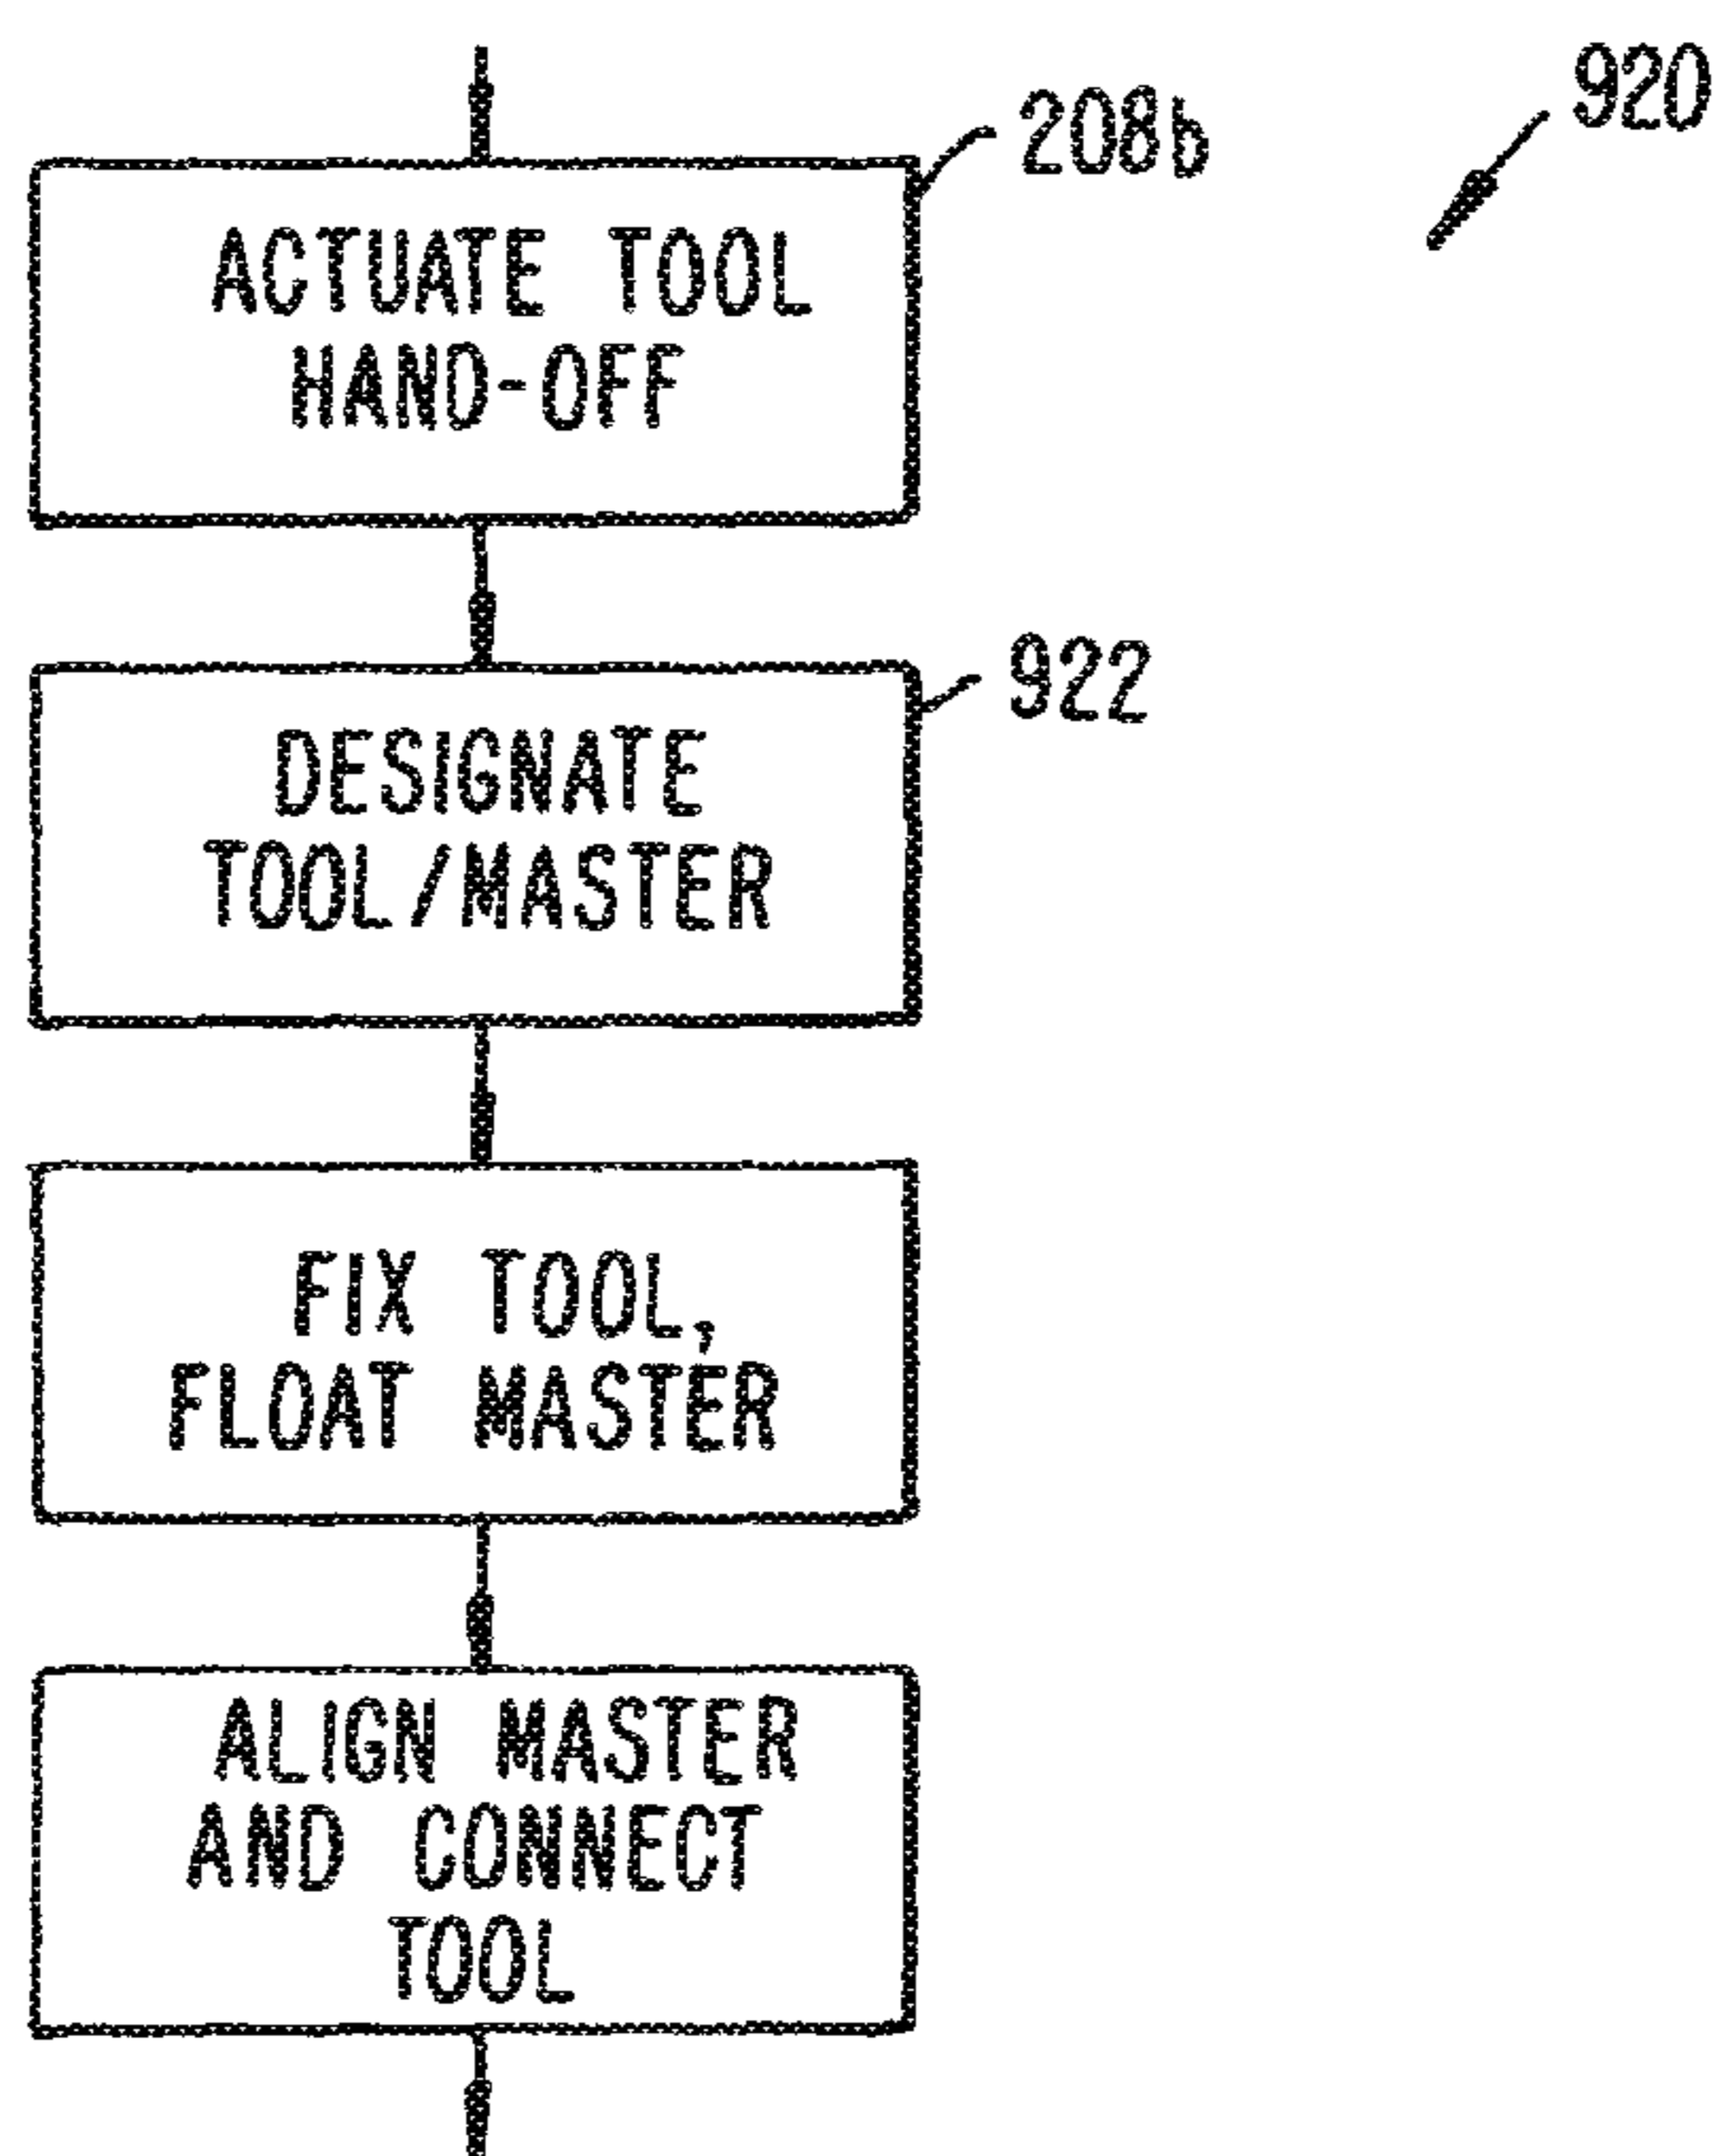 920
208b
ACTUATE TOOL
HAND-OFF
922
DESIGNATE
TOOL/MASTER
FIX TOOL,
FLOAT MASTER
ALIGN MASTER
AND CONNECT
TOOL